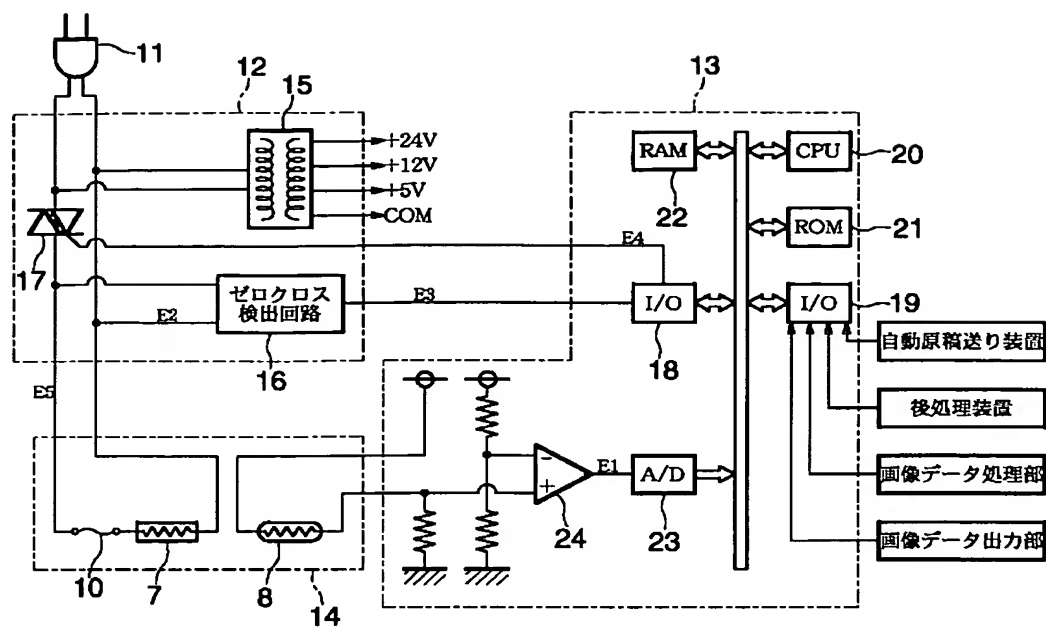 11
12
15
13
+24V
+12V
+5V
COM
RAM
CPU
20
22
ROM
21
17
E4
ゼロクロス
検出回路
E3
E2
I/O
I/O
19
16
18
自動原稿送り装置
E5
後処理装置
-
+
E1
A/D
画像データ処理部
24
23
画像データ出力部
10
7
8
14